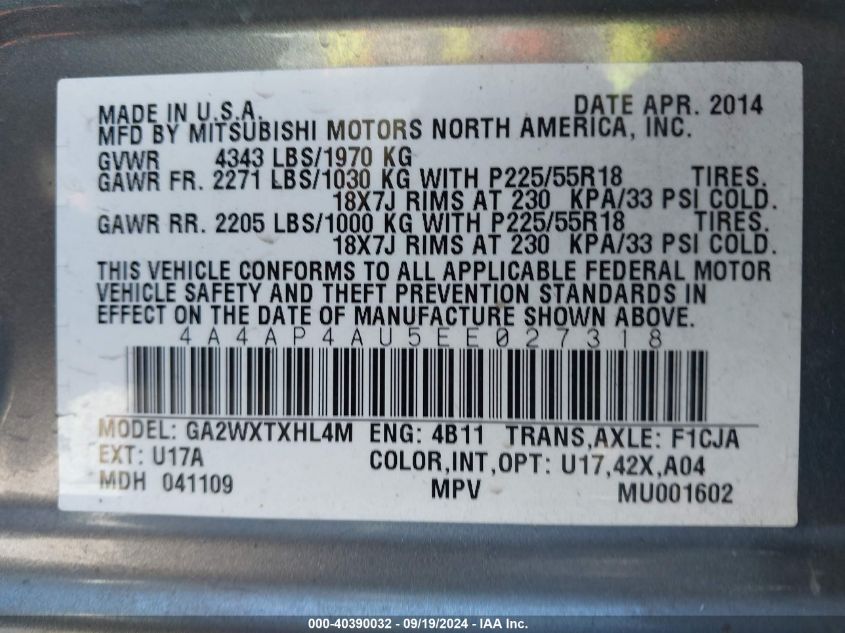 MADE IN U.S.A. DATE APR. 2014
MFD BY MITSUBISHI MOTORS NORTH AMERICA, INC.
GVWR 4343 LBS/1970 KG
GAWR FR. 2271 LBS/1030 KG WITH P225/55R18 TIRES.
18X7J RIMS AT 230 KPA/33 PSI COLD.
GAWR RR. 2205 LBS/1000 KG WITH P225/55R18 TIRES.
18X7J RIMS AT 230 KPA/33 PSI COLD.
THIS VEHICLE CONFORMS TO ALL APPLICABLE FEDERAL MOTOR
VEHICLE SAFETY AND THEFT PREVENTION STANDARDS IN
EFFECT ON THE DATE OF MANUFACTURE SHOWN ABOVE.
4A4AP4AU5EE027318
MODEL: GA2WXTXHL4M ENG: 4B11 TRANS,AXLE: F1CJA
EXT: U17A COLOR,INT,OPT: U17,42X,A04
MDH 041109 MPV MU001602
000-40390032 - 09/19/2024 - IAA Inc.